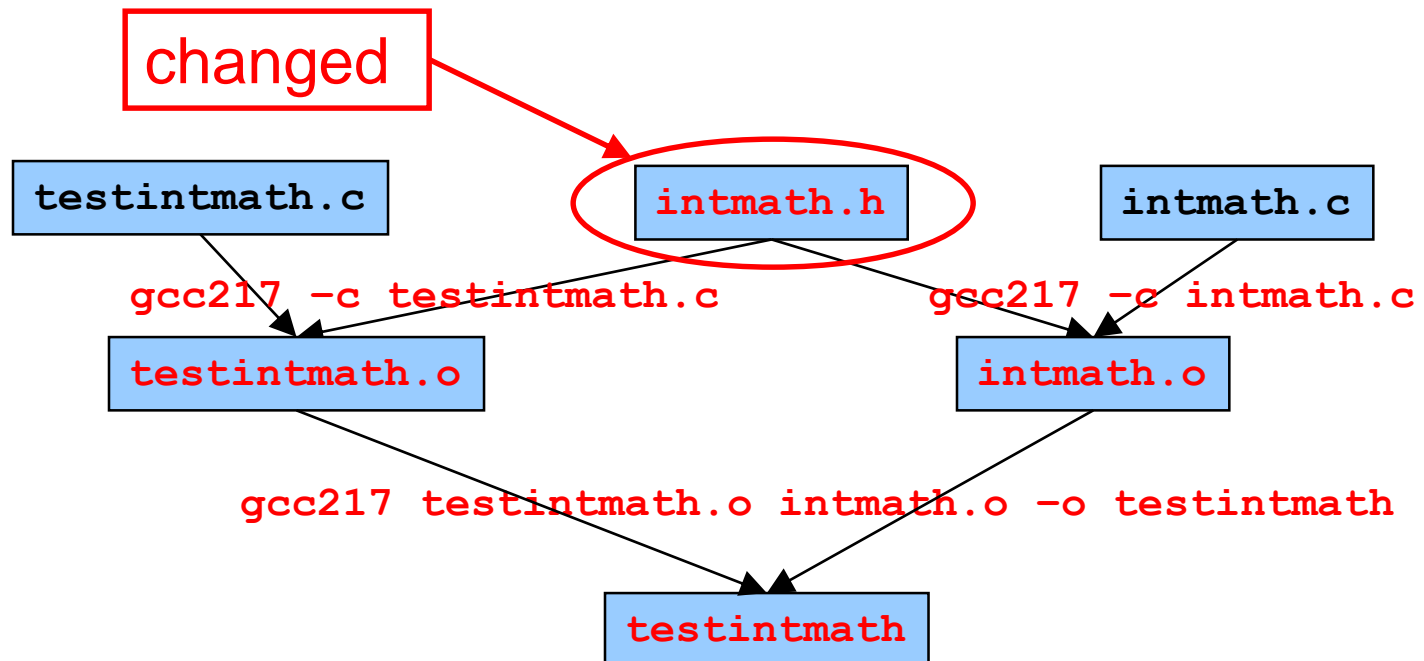 changed
testintmath.c
intmath.h
intmath.c
gcc217 –c testintmath.c
gcc217 –c intmath.c
testintmath.o
intmath.o
gcc217 testintmath.o intmath.o –o testintmath
testintmath